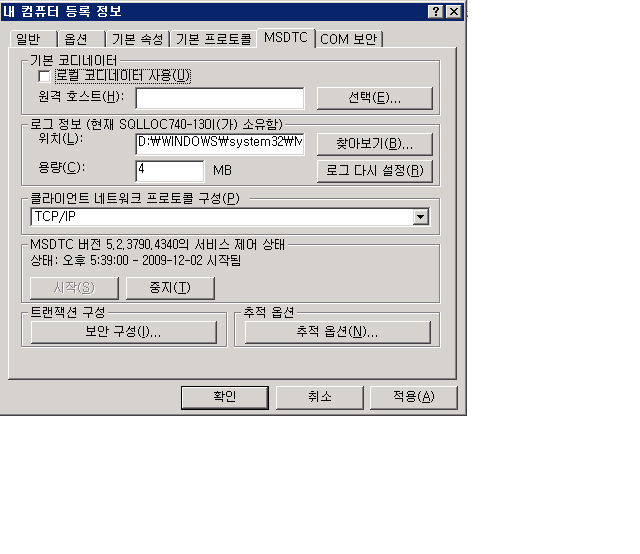 내 컴퓨터 등록 정보
일반 옵션 기본 속성 기본 프로토콜 MSDTC COM 보안
기본 코디네이터
로컬 코디네이터 사용(U)
원격 호스트(H): 선택(E)...
로그 정보 (현재 SQLLOC740-130이(가) 소유함)
위치(L): D:₩WINDOWS₩system32₩M 찾아보기(B)...
용량(C): 4 MB 로그 다시 설정(R)
클라이언트 네트워크 프로토콜 구성(P)
TCP/IP
MSDTC 버전 5.2.3790.4340의 서비스 제어 상태
상태: 오후 5:39:00 - 2009-12-02 시작됨
시작(S) 중지(T)
트랜잭션 구성 추적 옵션
보안 구성(I)... 추적 옵션(N)...
확인 취소 적용(A)